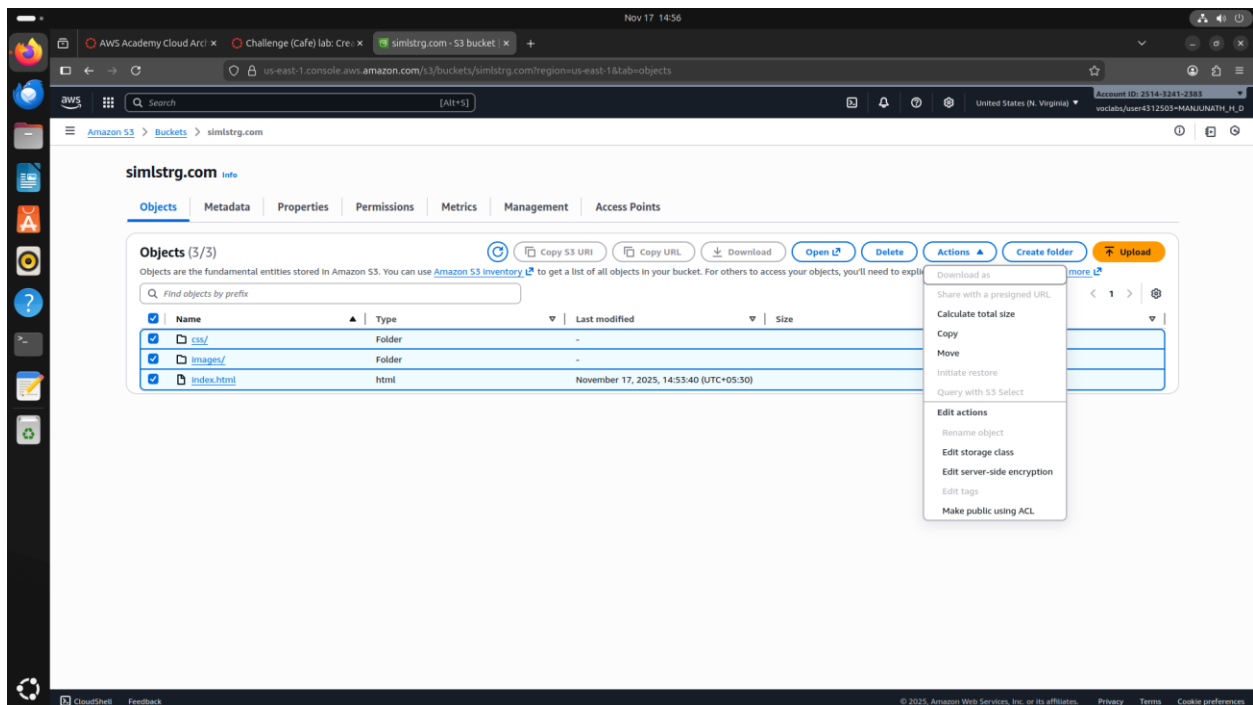 Nov 17 14:56
AWS Academy Cloud Arcl
Challenge (Cafe) lab: Crea
simlstrg.com - S3 bucket |
us-east-1.console.aws.amazon.com/s3/buckets/simlstrg.com?region=us-east-1&tab=objects
aws
Search
[Alt+S]
United States (N. Virginia)
Account ID: 2514-3241-2383
voclabs/user4312503=MANJUNATH_H_D
Amazon S3 > Buckets > simlstrg.com
simlstrg.com Info
Objects Metadata Properties Permissions Metrics Management Access Points
Objects (3/3)
Copy S3 URI Copy URL Download Open Delete Actions Create folder Upload
Objects are the fundamental entities stored in Amazon S3. You can use Amazon S3 inventory to get a list of all objects in your bucket. For others to access your objects, you'll need to expli
more
Find objects by prefix
1
Name Type Last modified Size
css/ Folder -
images/ Folder -
index.html html November 17, 2025, 14:53:40 (UTC+05:30)
Download as
Share with a presigned URL
Calculate total size
Copy
Move
Initiate restore
Query with S3 Select
Edit actions
Rename object
Edit storage class
Edit server-side encryption
Edit tags
Make public using ACL
CloudShell Feedback
© 2025, Amazon Web Services, Inc. or its affiliates. Privacy Terms Cookie preferences